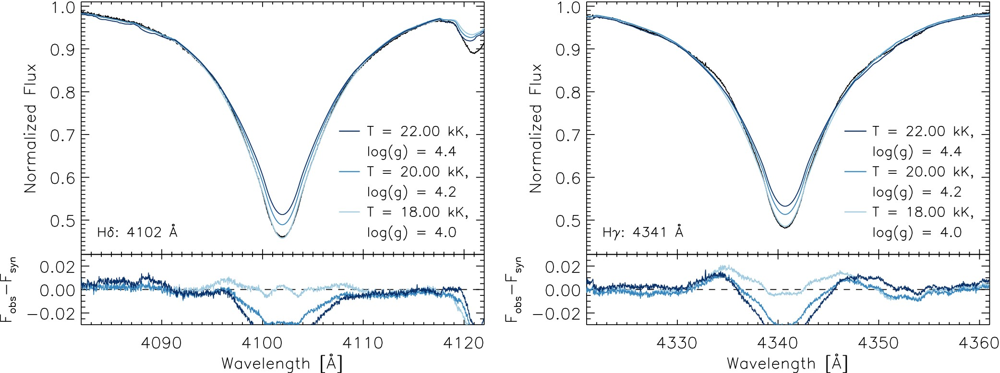 1.0
0.9
0.8
0.7
0.6
0.5
Normalized Flux
T = 22.00 kK,
log(g) = 4.4
T = 20.00 kK,
log(g) = 4.2
T = 18.00 kK,
log(g) = 4.0
Hδ: 4102 Å
0.02
0.00
−0.02
Fobs−Fsyn
4090 4100 4110 4120
Wavelength [Å]
1.0
0.9
0.8
0.7
0.6
0.5
Normalized Flux
T = 22.00 kK,
log(g) = 4.4
T = 20.00 kK,
log(g) = 4.2
T = 18.00 kK,
log(g) = 4.0
Hγ: 4341 Å
0.02
0.00
−0.02
Fobs−Fsyn
4330 4340 4350 4360
Wavelength [Å]